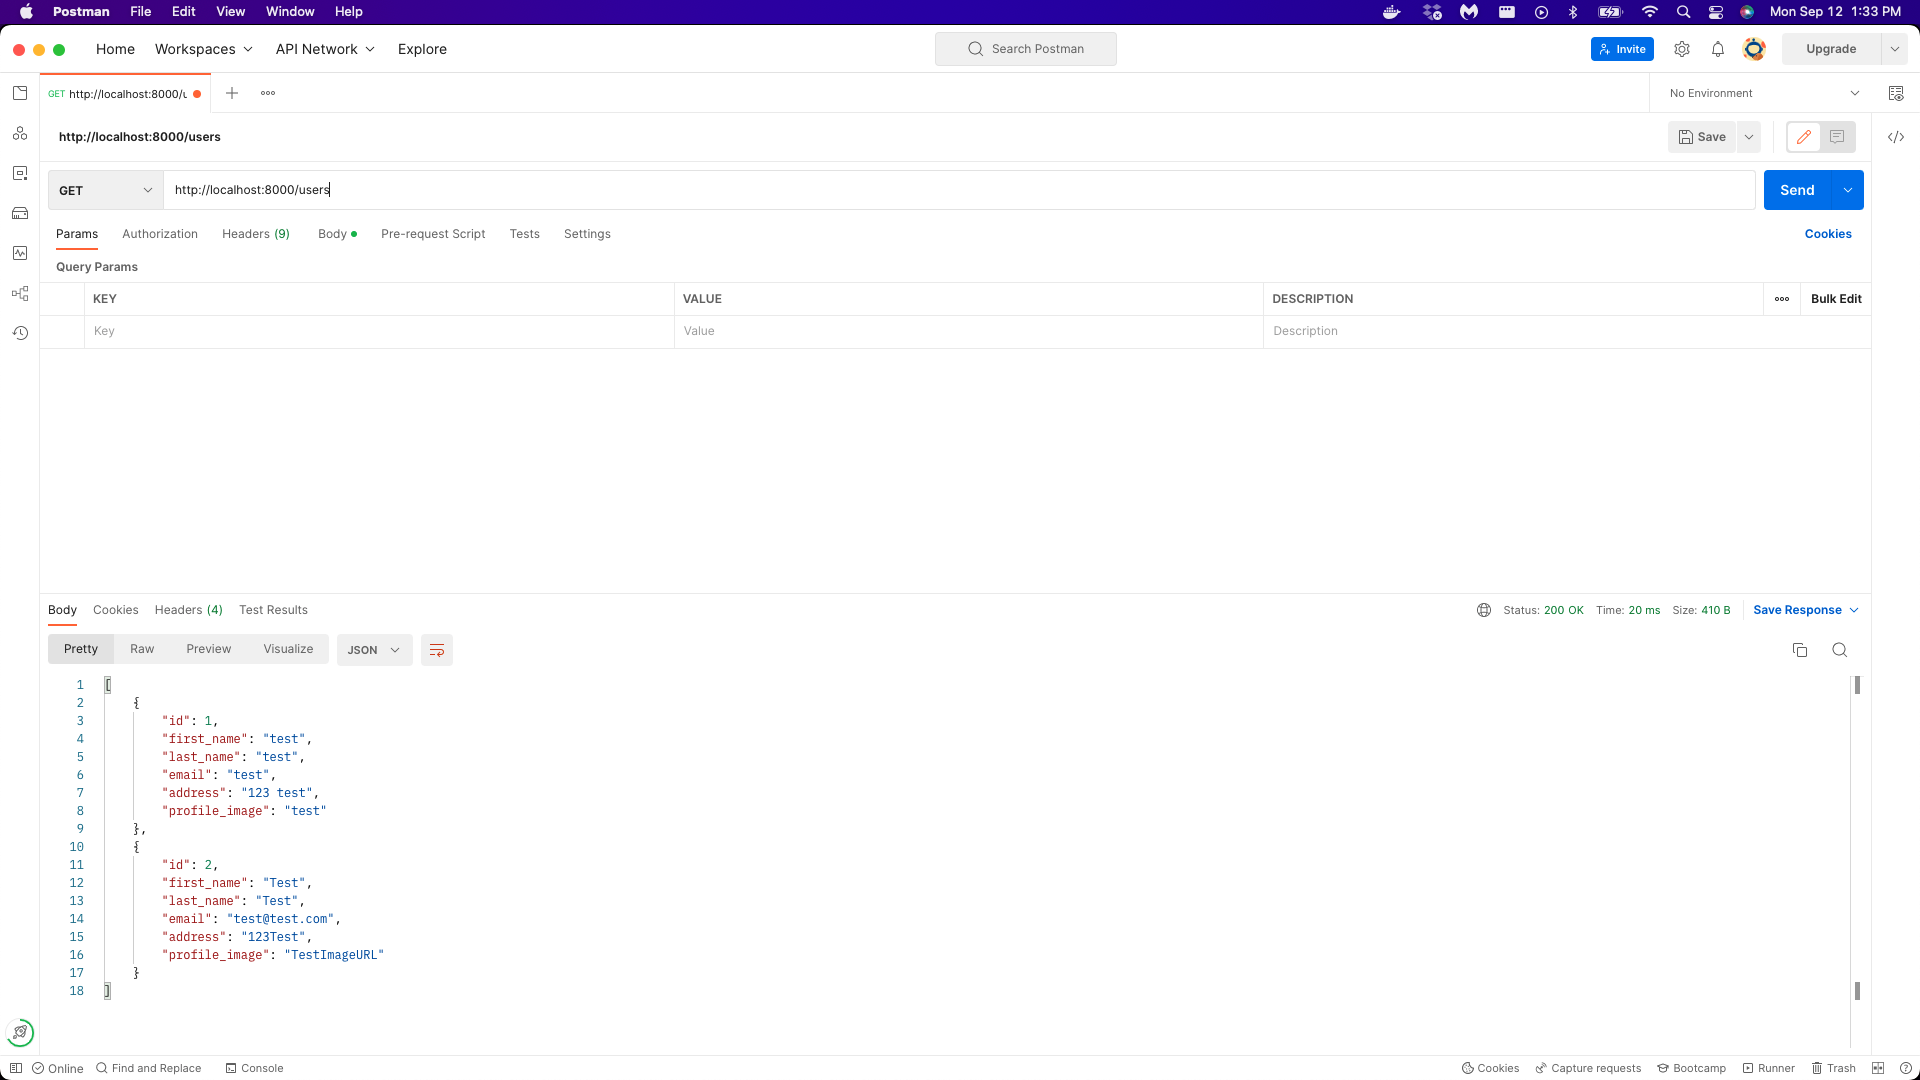 Postman File Edit View Window Help Mon Sep 12 1:33 PM
Home Workspaces API Network Explore Search Postman Invite Upgrade
GET http://localhost:8000/u No Environment
http://localhost:8000/users Save
GET http://localhost:8000/users Send
Params Authorization Headers (9) Body Pre-request Script Tests Settings Cookies
Query Params
KEY VALUE DESCRIPTION Bulk Edit
Key Value Description
Body Cookies Headers (4) Test Results Status: 200 OK Time: 20 ms Size: 410 B Save Response
Pretty Raw Preview Visualize JSON
1 [
2 {
3 "id": 1,
4 "first_name": "test",
5 "last_name": "test",
6 "email": "test",
7 "address": "123 test",
8 "profile_image": "test"
9 },
10 {
11 "id": 2,
12 "first_name": "Test",
13 "last_name": "Test",
14 "email": "test@test.com",
15 "address": "123Test",
16 "profile_image": "TestImageURL"
17 }
18 ]
Online Find and Replace Console Cookies Capture requests Bootcamp Runner Trash